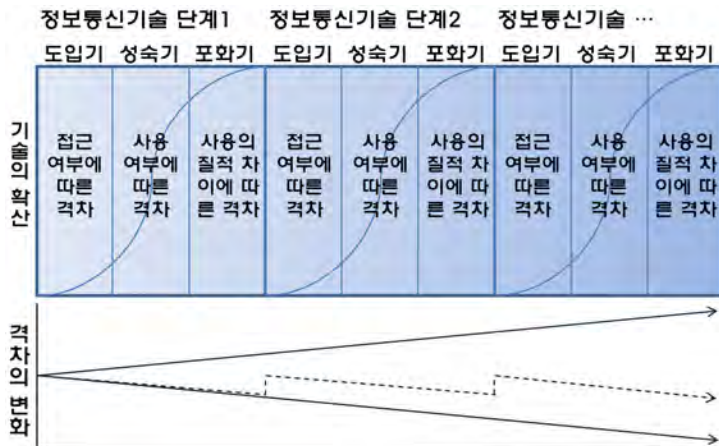 정보통신기술 단계1 정보통신기술 단계2 정보통신기술 …
도입기 성숙기 포화기 도입기 성숙기 포화기 도입기 성숙기 포화기
기술의 확산
접근
여부에
따른
격차
사용
여부에
따른
격차
사용의
질적 차
이에 따
른 격차
접근
여부에
따른
격차
사용
여부에
따른
격차
사용의
질적 차
이에 따
른 격차
접근
여부에
따른
격차
사용
여부에
따른
격차
사용의
질적 차
이에 따
른 격차
격차의 변화